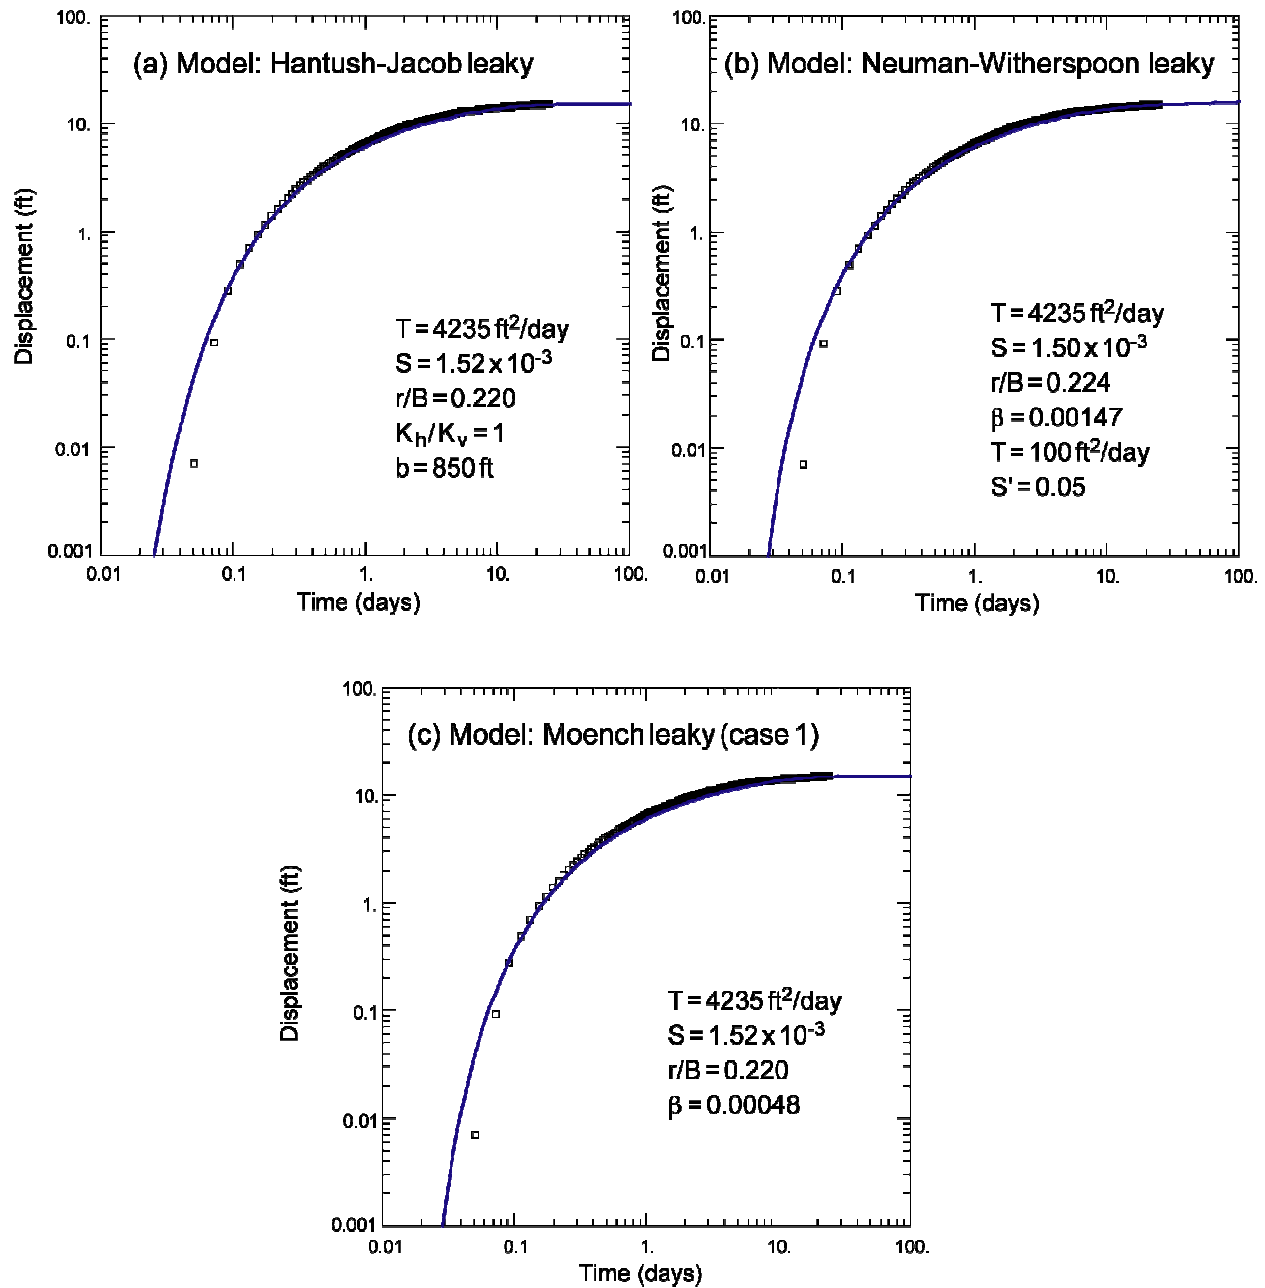 (a) Model: Hantush-Jacob leaky
100.
10.
1.
0.1
0.01
0.001
Displacement (ft)
T = 4235 ft²/day
S = 1.52 x 10⁻³
r/B = 0.220
Kₕ/Kᵥ = 1
b = 850 ft
0.01 0.1 1. 10. 100.
Time (days)
(b) Model: Neuman-Witherspoon leaky
100.
10.
1.
0.1
0.01
0.001
Displacement (ft)
T = 4235 ft²/day
S = 1.50 x 10⁻³
r/B = 0.224
β = 0.00147
T = 100 ft²/day
S' = 0.05
0.01 0.1 1. 10. 100.
Time (days)
(c) Model: Moench leaky (case 1)
100.
10.
1.
0.1
0.01
0.001
Displacement (ft)
T = 4235 ft²/day
S = 1.52 x 10⁻³
r/B = 0.220
β = 0.00048
0.01 0.1 1. 10. 100.
Time (days)